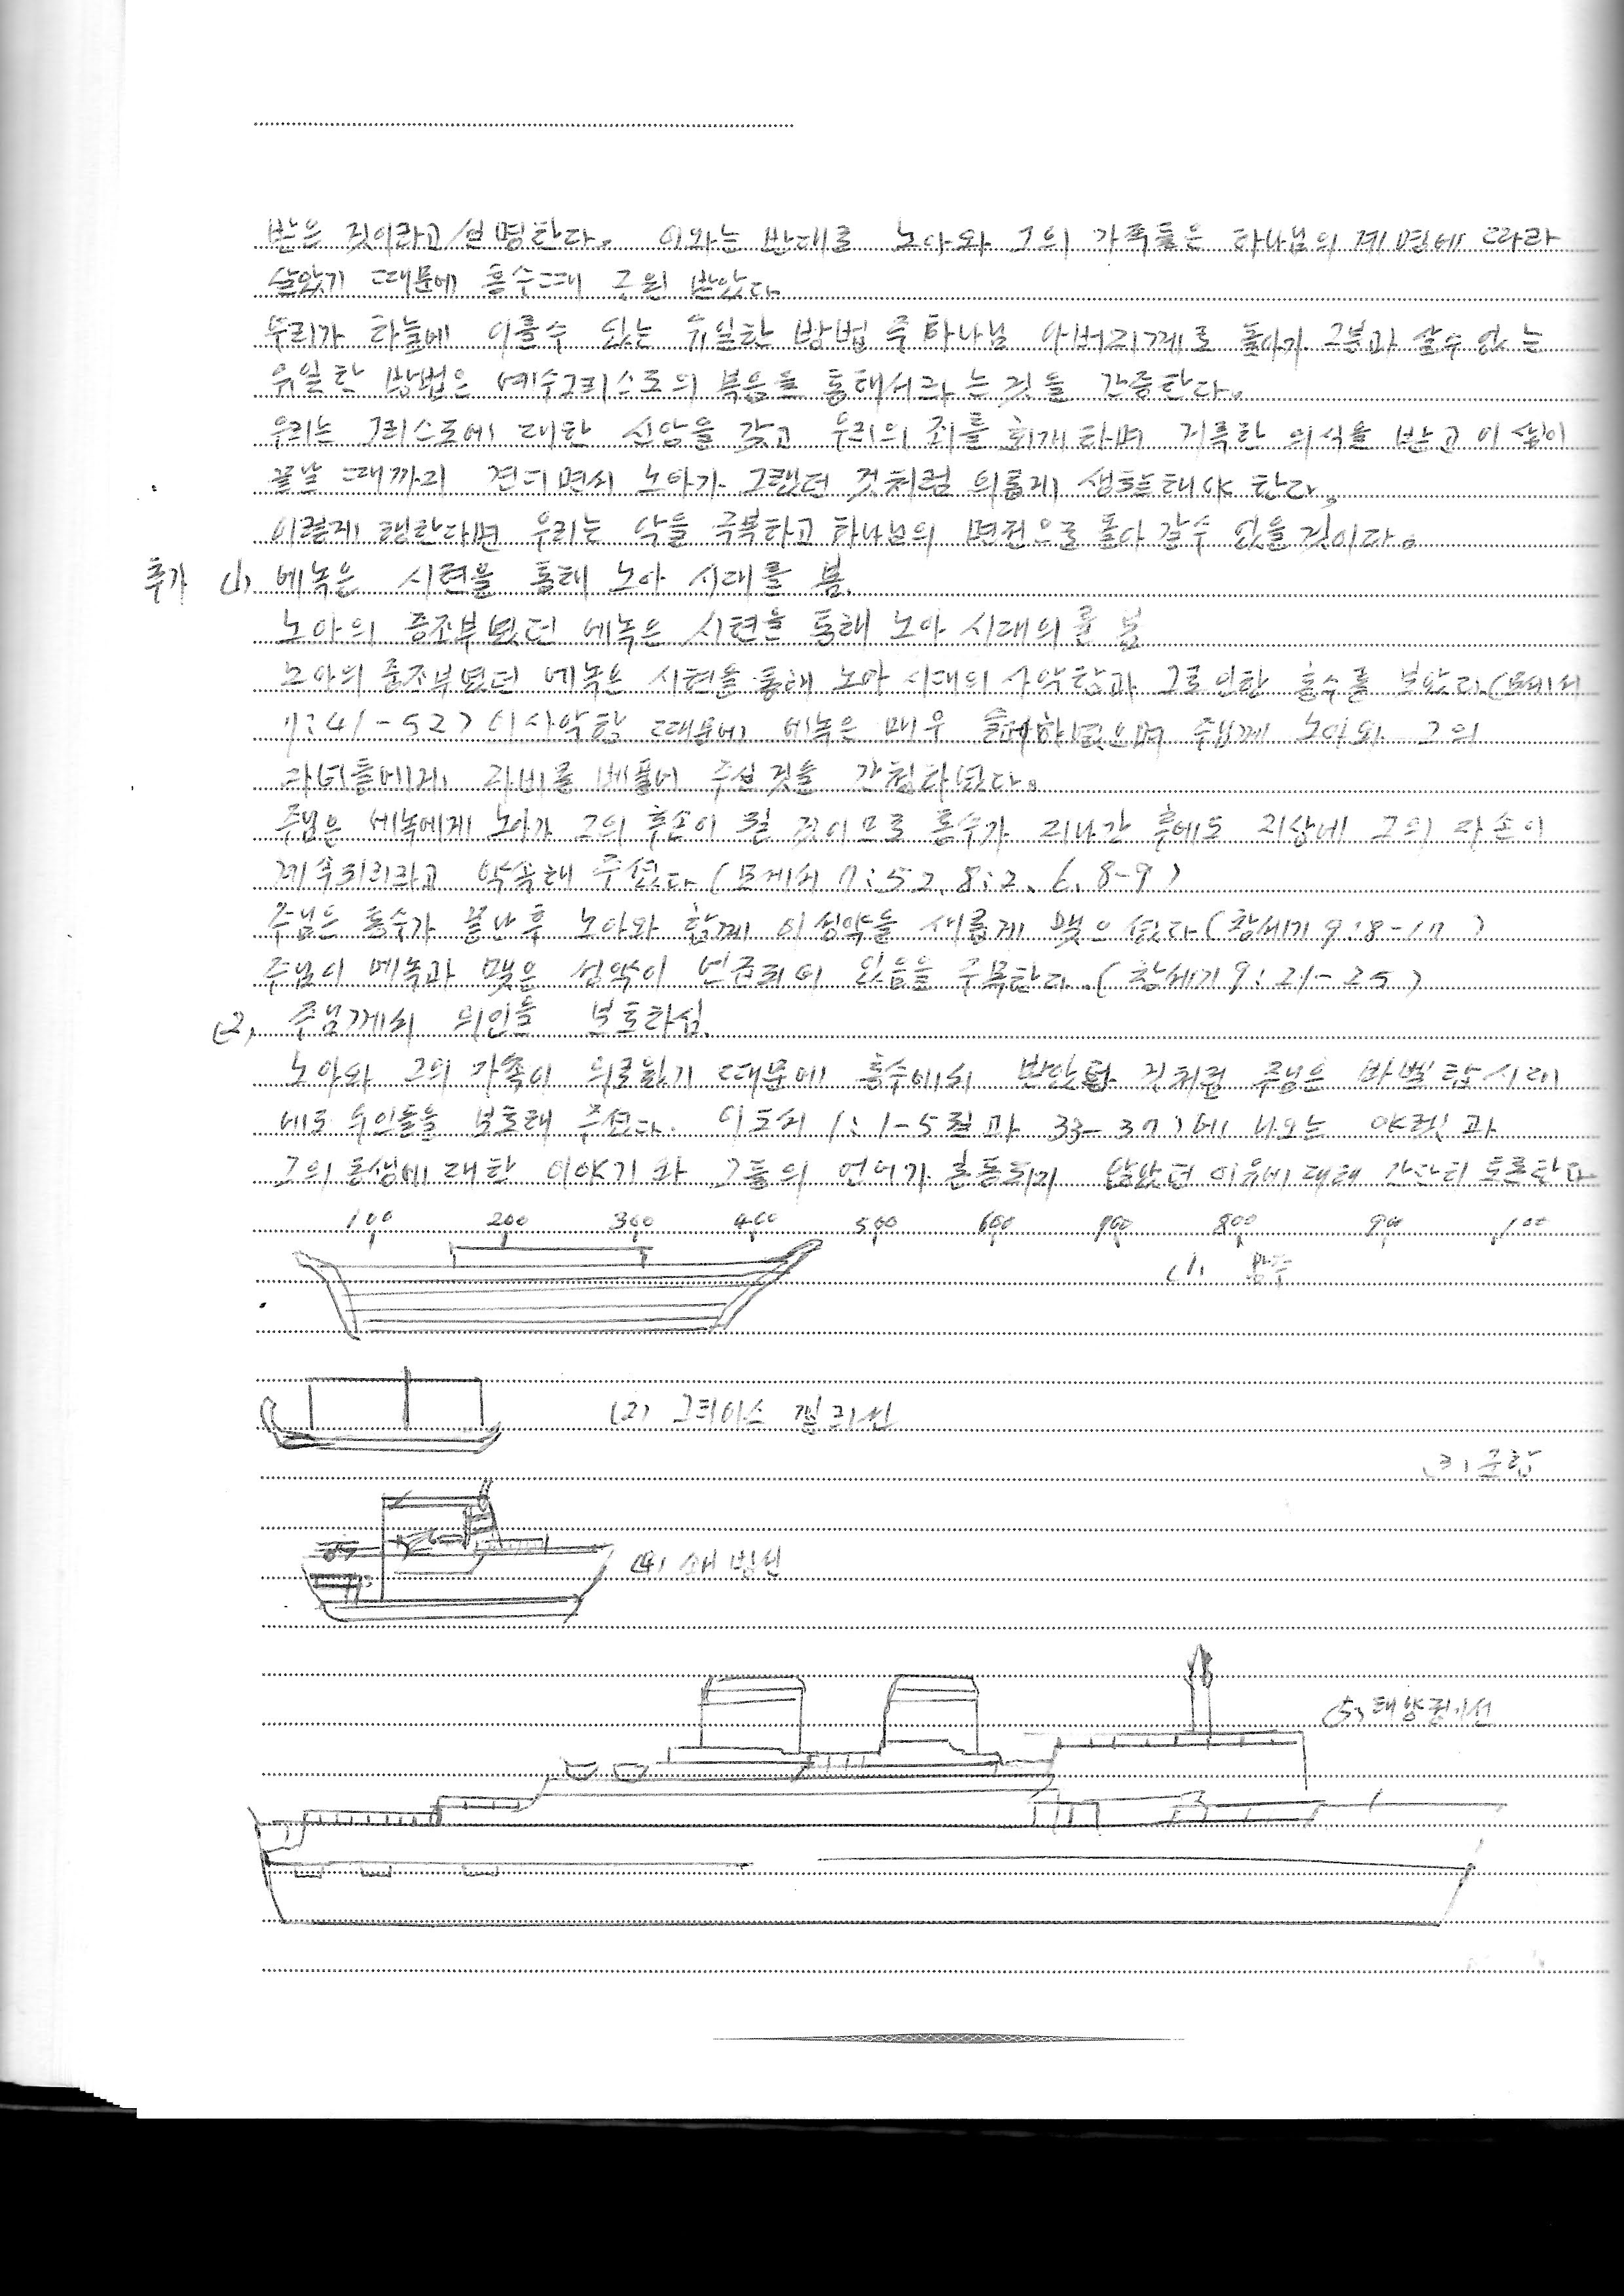 받은 것이라고 설명한다. 이와는 반대로 노아와 그의 가족들은 하나님의 계명에 따라
살았기 때문에 홍수때 구원 받았다
우리가 하늘에 이를수 있는 유일한 방법 즉 하나님 아버지께로 돌아가 그분과 살수 있는
유일한 방법은 예수그리스도의 복음을 통해서라는것을 간증한다.
우리는 그리스도에 대한 신앙을 갖고 우리의 죄를 회개하며 거룩한 의식을 받고 이 삶이
끝날 때까지 견디면서 노아가 그랬던 것처럼 의롭게 생활해야 한다.
이렇게 행한다면 우리는 악을 극복하고 하나님의 면전으로 돌아 갈수 있을것이다.
추가 (1). 에녹은 시현을 통해 노아 시대를 봄.
노아의 증조부였던 에녹은 시현을 통해 노아 시대의를 봄
노아의 증조부였던 에녹은 시현을 통해 노아 시대의 사악함과 그로인한 홍수를 보았다(모세서
7:41-52) 이사악함 때문에 에녹은 매우 슬퍼하였으며 주님께 노아와 그의
자녀들에게 자비를 베풀어 주실것을 간청하였다.
주님은 에녹에게 노아가 그의 후손이 될 것이므로 홍수가 지나간 후에도 지상에 그의 자손이
계속되리라고 약속해 주셨다(모세서 7:52, 8:2, 6, 8-9)
주님은 홍수가 끝난후 노아와 함께 이성약을 새롭게 맺으셨다(창세기9:8-17)
주님이 에녹과 맺은 성약이 언급되어 있음을 주목한다.(창세기9:21-25)
(2). 주님께서 의인을 보호하심.
노아와 그의 가족이 의로웠기 때문에 홍수에서 것처럼 주님은 바벨탑시대
에도 의인들을 보호해 주셨다. 이더서 1:1-5절과 33-37)에 나오는 야렛과
그의 동생에 대한 이야기와 그들의 언어가 혼동되지 않았던 이유에 대해 간단히 토론한다
100 200 300 400 500 600 700 800 900 100
(1). 방주
(2) 그리이스 갤리선
(3) 군함
(4) 새 범선
(5) 대양정기선